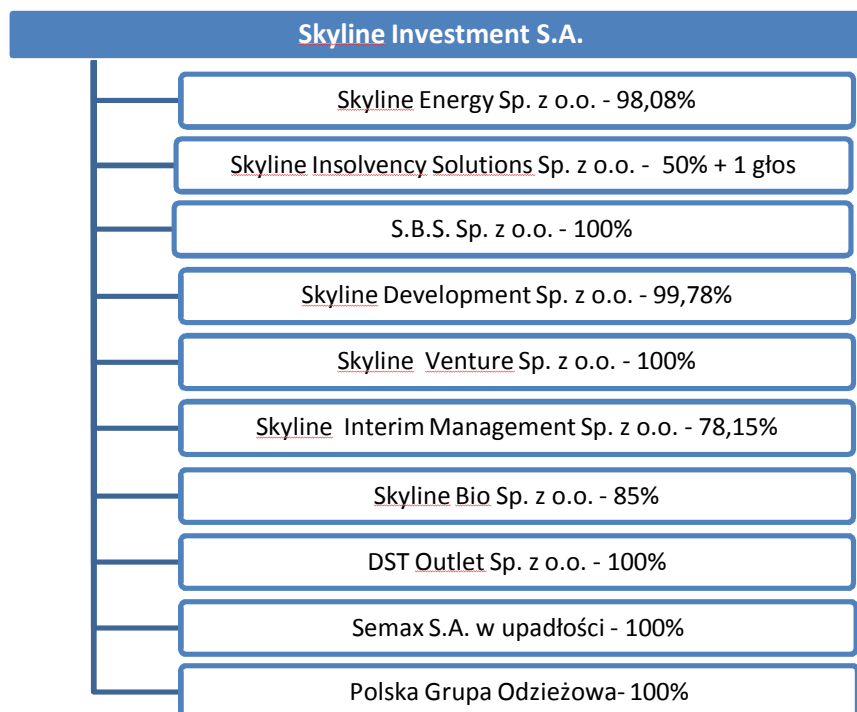 Skyline Investment S.A.
Skyline Energy Sp. z o.o. - 98,08%
Skyline Insolvency Solutions Sp. z o.o. - 50% + 1 głos
S.B.S. Sp. z o.o. - 100%
Skyline Development Sp. z o.o. - 99,78%
Skyline Venture Sp. z o.o. - 100%
Skyline Interim Management Sp. z o.o. - 78,15%
Skyline Bio Sp. z o.o. - 85%
DST Outlet Sp. z o.o. - 100%
Semax S.A. w upadłości - 100%
Polska Grupa Odzieżowa- 100%